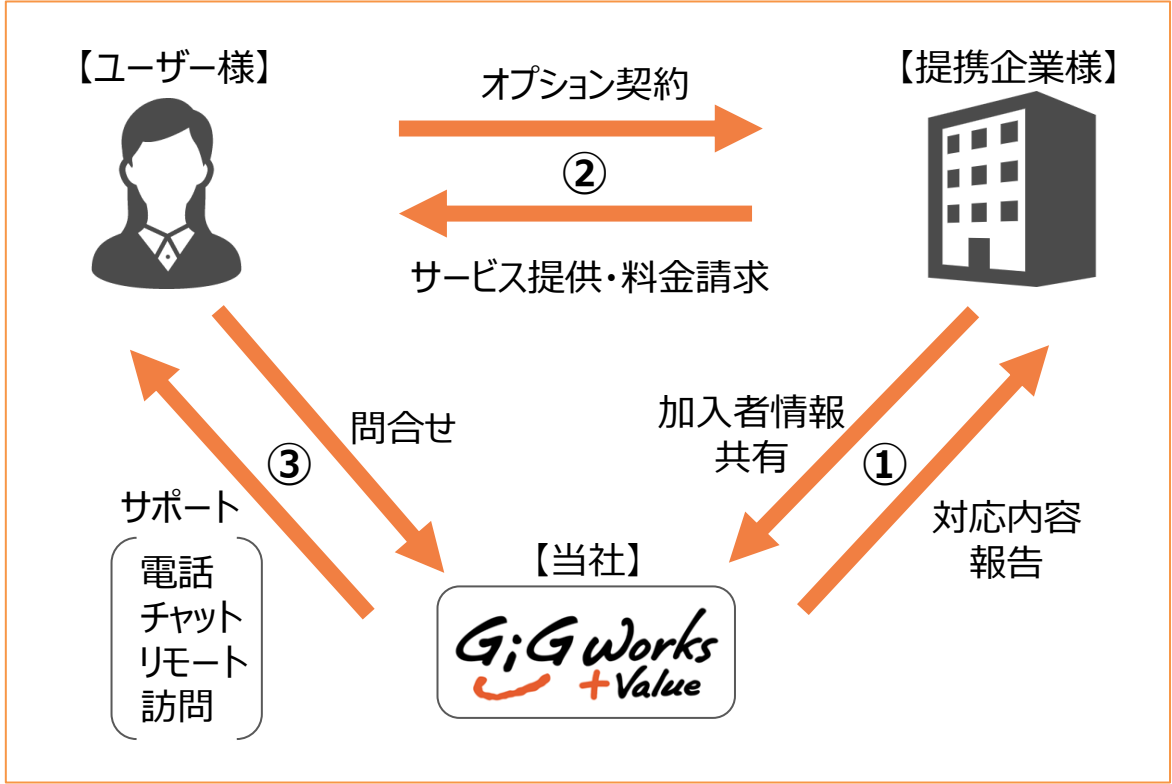 【ユーザー様】
【提携企業様】
オプション契約
②
サービス提供・料金請求
問合せ
③
サポート
電話
チャット
リモート
訪問
加入者情報
共有
①
対応内容
報告
【当社】
GiG Works
+Value